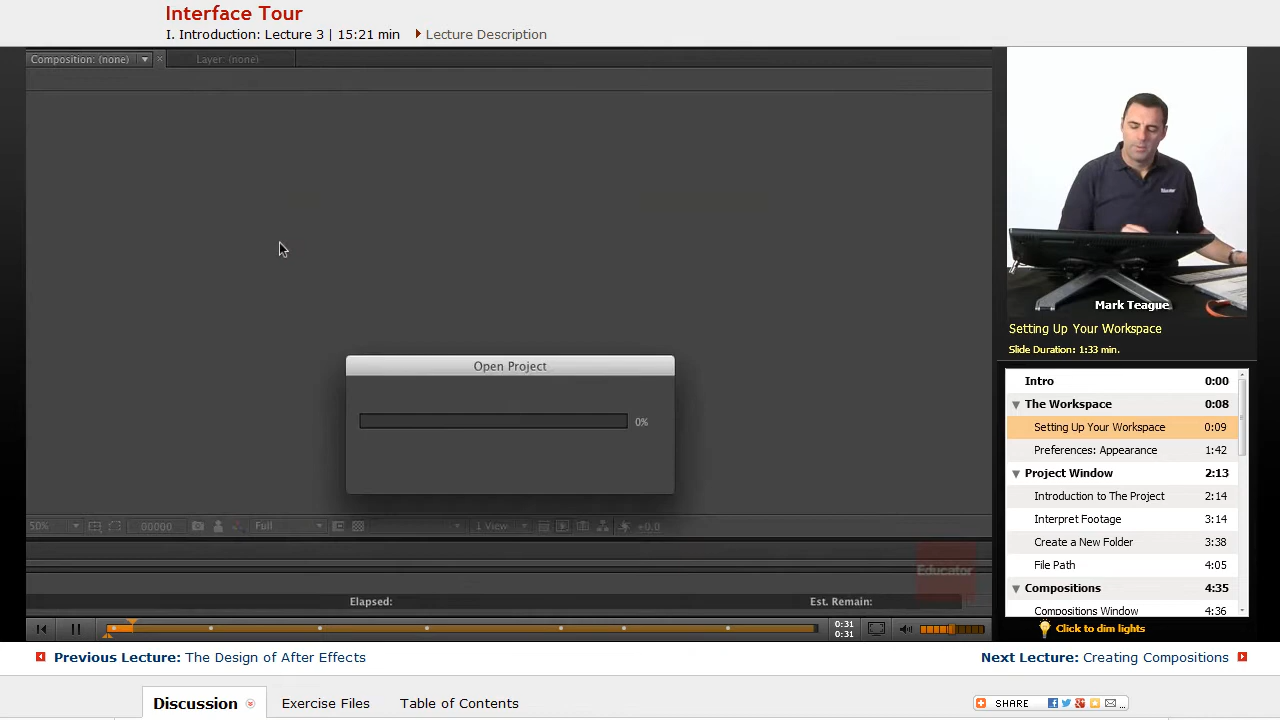 Interface Tour
I. Introduction: Lecture 3 | 15:21 min
Lecture Description
Composition: (none)
Layer: (none)
Open Project
0%
50%
00000
Full
1 View
+0.0
Educator
Elapsed:
Est. Remain:
0:31
0:31
Mark Teague
Setting Up Your Workspace
Slide Duration: 1:33 min.
Intro 0:00
The Workspace 0:08
Setting Up Your Workspace 0:09
Preferences: Appearance 1:42
Project Window 2:13
Introduction to The Project 2:14
Interpret Footage 3:14
Create a New Folder 3:38
File Path 4:05
Compositions 4:35
Compositions Window 4:36
Click to dim lights
Previous Lecture: The Design of After Effects
Next Lecture: Creating Compositions
Discussion
Exercise Files
Table of Contents
SHARE